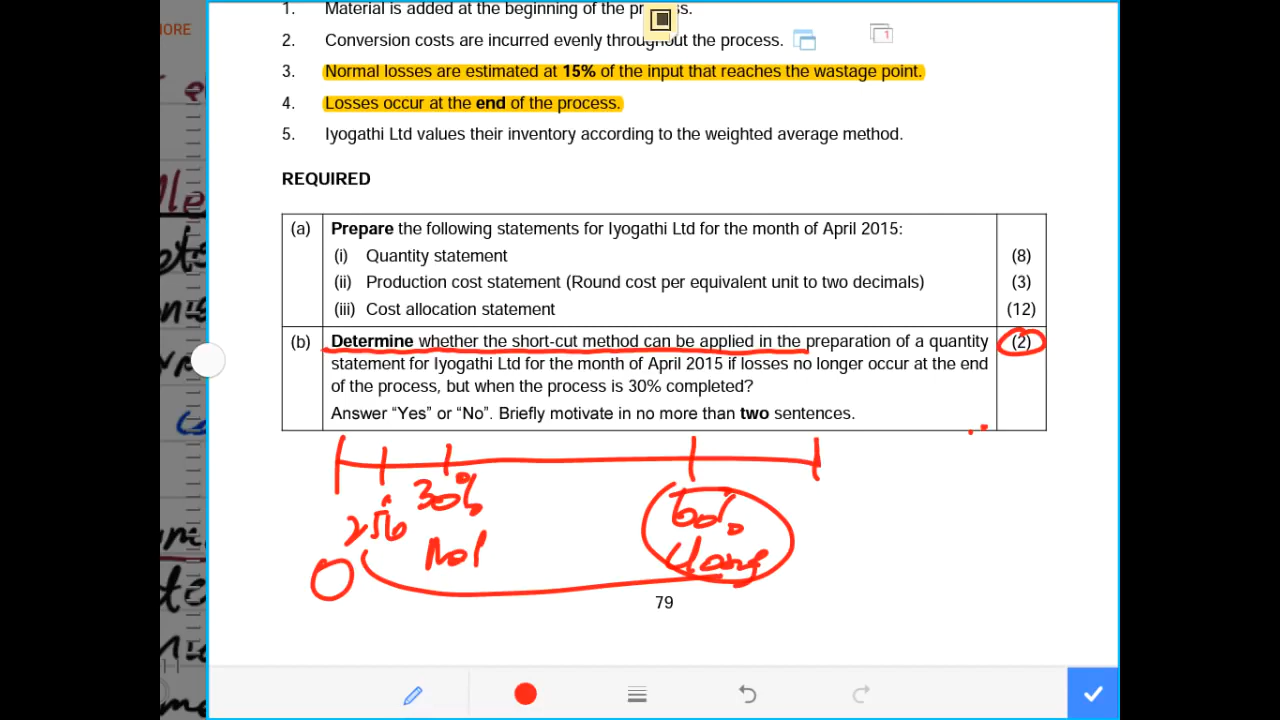 MORE
1. Material is added at the beginning of the process.
2. Conversion costs are incurred evenly throughout the process.
1
3. Normal losses are estimated at 15% of the input that reaches the wastage point.
4. Losses occur at the end of the process.
5. Iyogathi Ltd values their inventory according to the weighted average method.
REQUIRED
(a) Prepare the following statements for Iyogathi Ltd for the month of April 2015:
(i) Quantity statement (8)
(ii) Production cost statement (Round cost per equivalent unit to two decimals) (3)
(iii) Cost allocation statement (12)
(b) Determine whether the short-cut method can be applied in the preparation of a quantity (2)
statement for Iyogathi Ltd for the month of April 2015 if losses no longer occur at the end
of the process, but when the process is 30% completed?
Answer “Yes” or “No”. Briefly motivate in no more than two sentences.
30% 60%
79